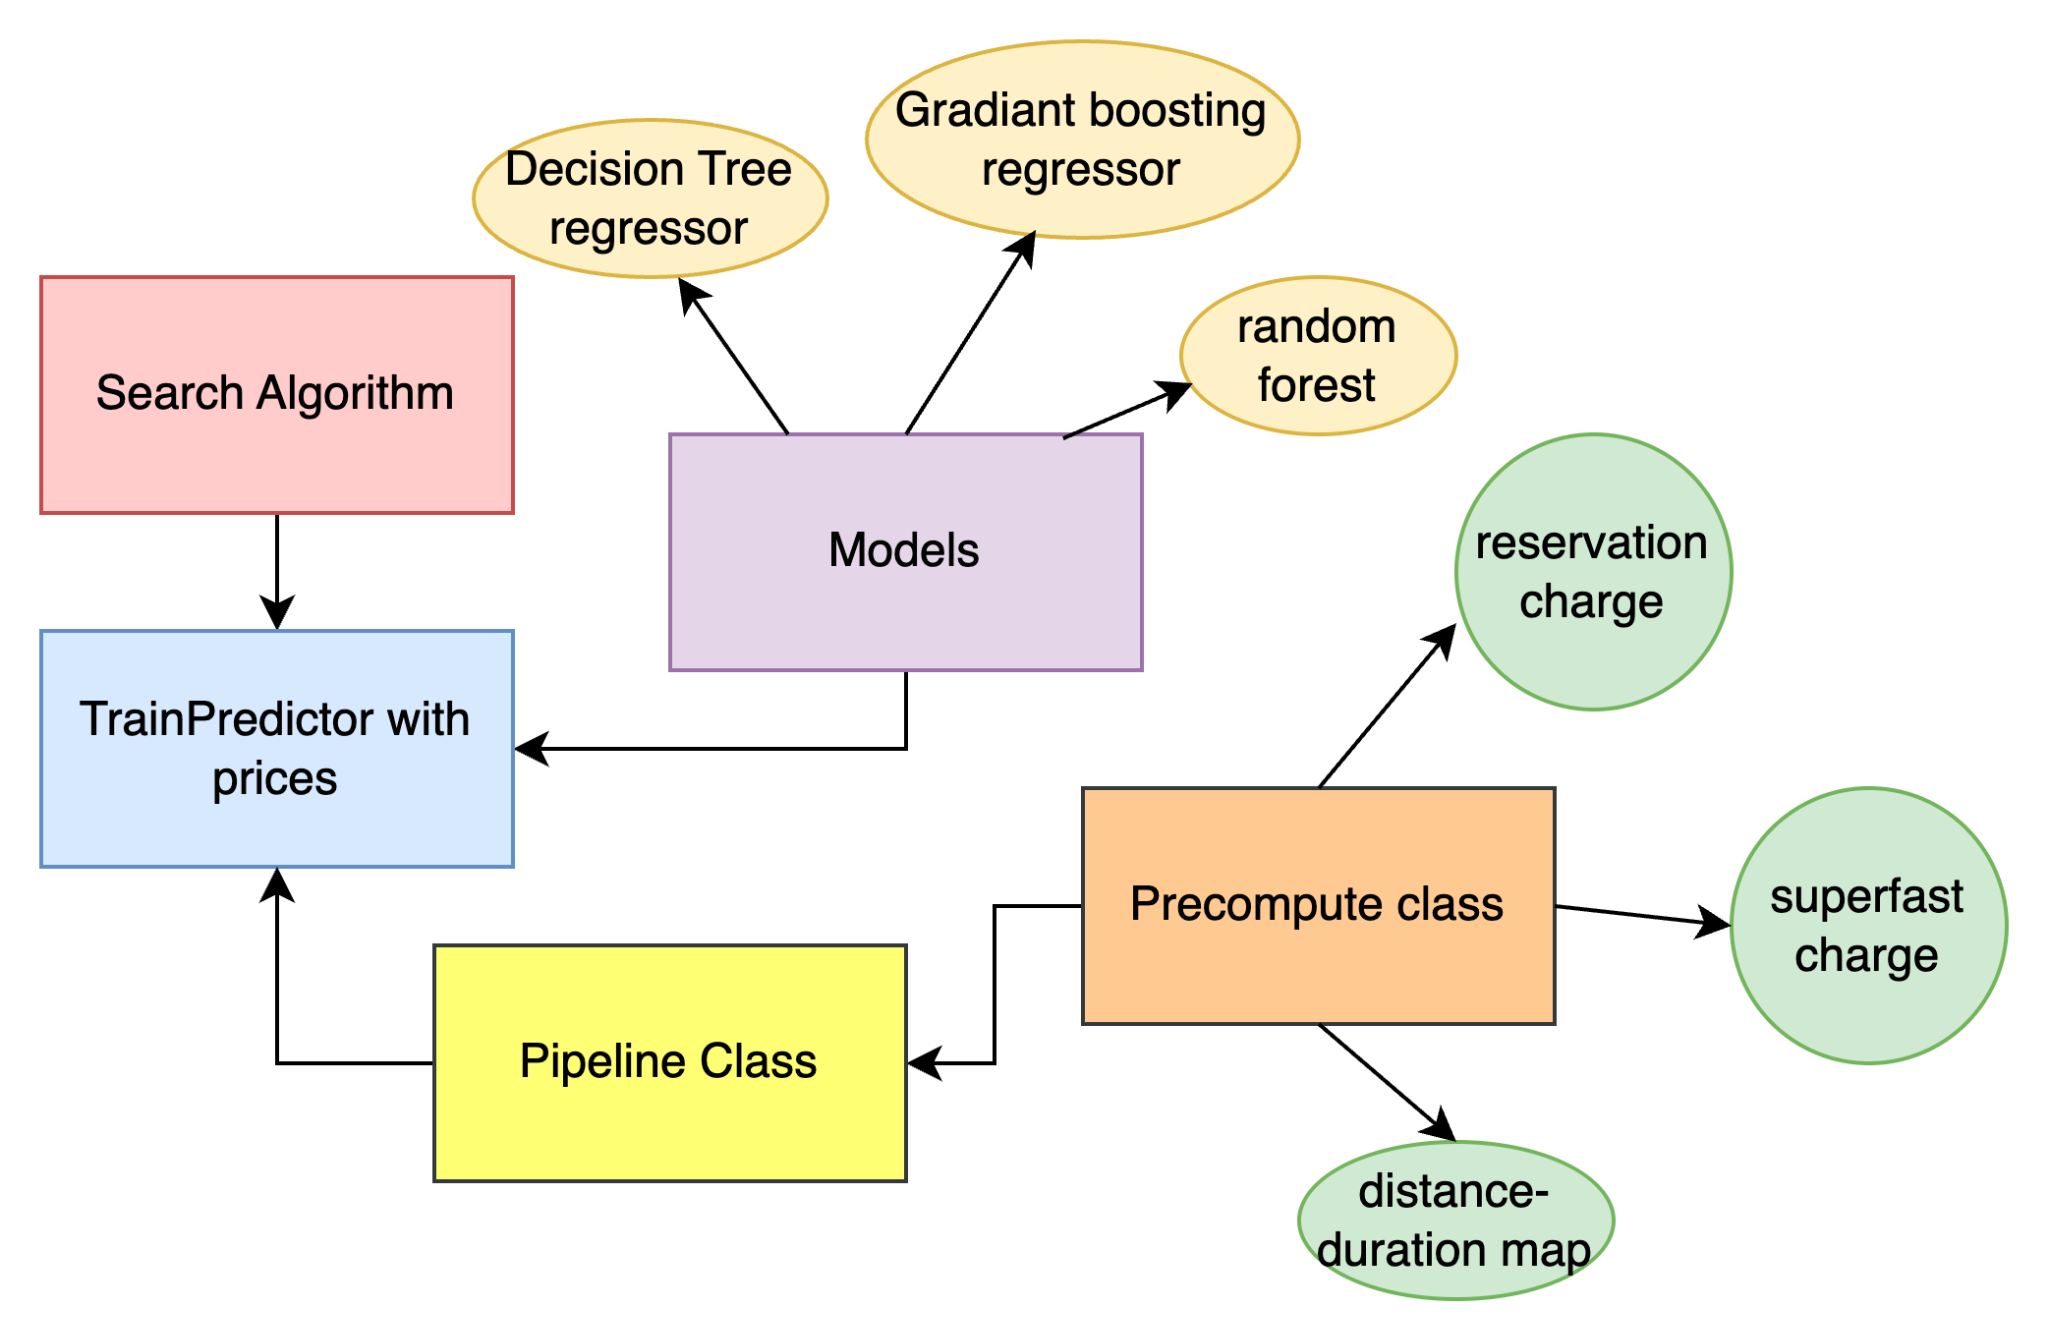 Gradiant boosting
regressor
Decision Tree
regressor
random
forest
Search Algorithm
Models
reservation
charge
TrainPredictor with
prices
Precompute class
superfast
charge
Pipeline Class
distance-
duration map